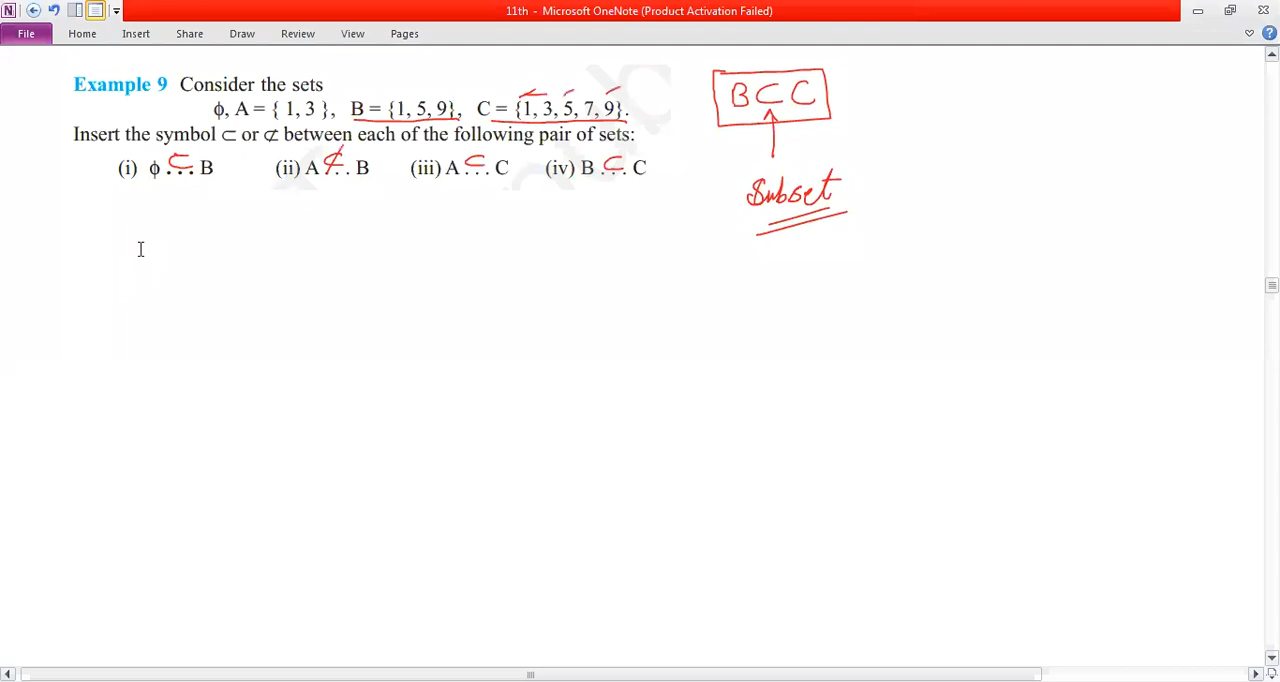 11th - Microsoft OneNote (Product Activation Failed)
File Home Insert Share Draw Review View Pages
Example 9 Consider the sets
ϕ, A = { 1, 3 }, B = {1, 5, 9}, C = {1, 3, 5, 7, 9}.
Insert the symbol ⊂ or ⊄ between each of the following pair of sets:
(i) ϕ ⊂ . . . B (ii) A ⊄ . . . B (iii) A ⊂ . . . C (iv) B ⊂ . . . C
B ⊂ C
Subset